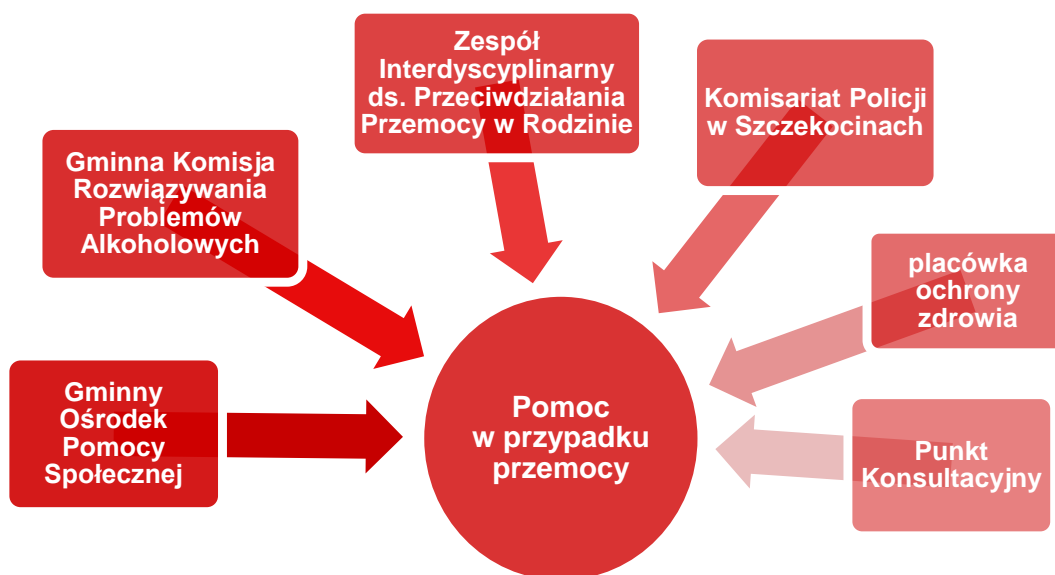 Zespół
Interdyscyplinarny
ds. Przeciwdziałania
Przemocy w Rodzinie
Komisariat Policji
w Szczekocinach
Gminna Komisja
Rozwiązywania
Problemów
Alkoholowych
placówka
ochrony
zdrowia
Gminny
Ośrodek
Pomocy
Społecznej
Pomoc
w przypadku
przemocy
Punkt
Konsultacyjny